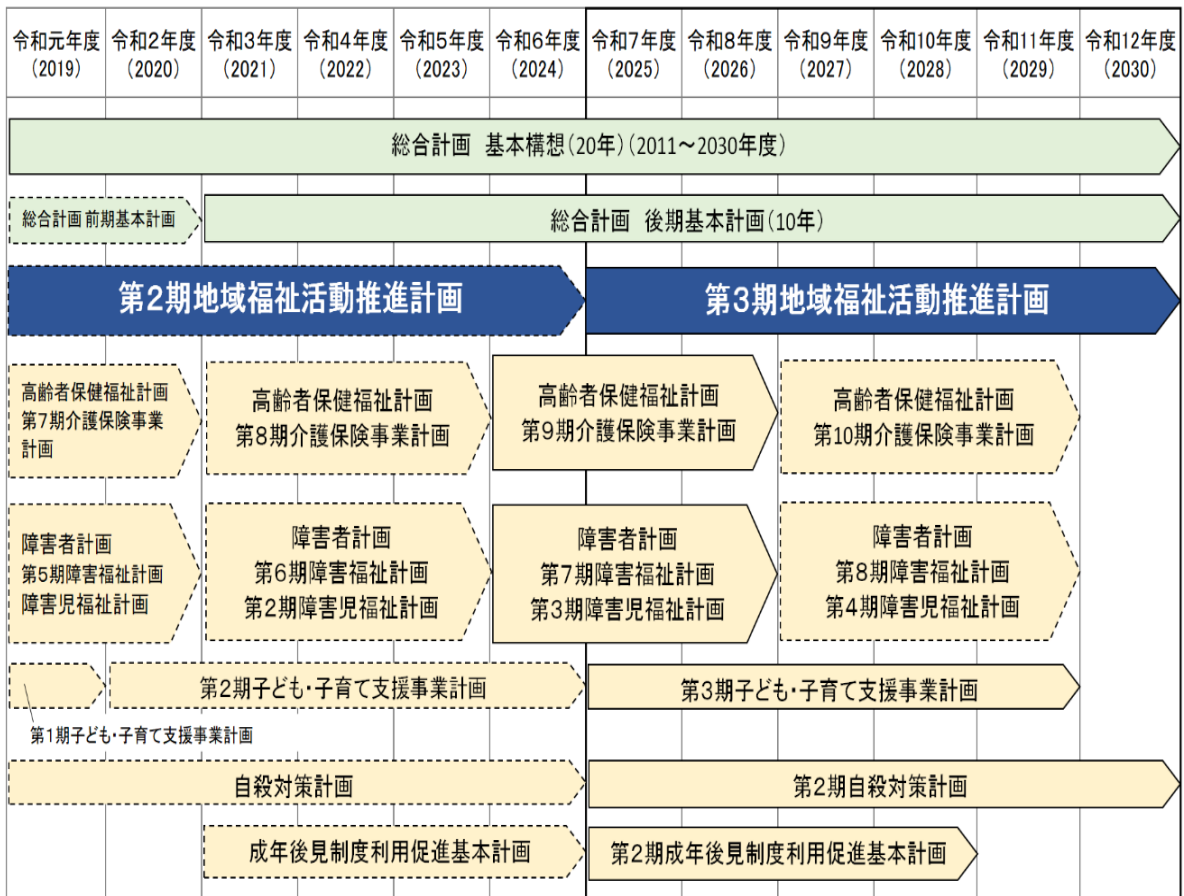 令和元年度 令和2年度 令和3年度 令和4年度 令和5年度 令和6年度 令和7年度 令和8年度 令和9年度 令和10年度 令和11年度 令和12年度
(2019) (2020) (2021) (2022) (2023) (2024) (2025) (2026) (2027) (2028) (2029) (2030)
総合計画 基本構想(20年)(2011～2030年度)
総合計画 前期基本計画
総合計画 後期基本計画(10年)
第2期地域福祉活動推進計画
第3期地域福祉活動推進計画
高齢者保健福祉計画
第7期介護保険事業
計画
高齢者保健福祉計画
第8期介護保険事業計画
高齢者保健福祉計画
第9期介護保険事業計画
高齢者保健福祉計画
第10期介護保険事業計画
障害者計画
第5期障害福祉計画
障害児福祉計画
障害者計画
第6期障害福祉計画
第2期障害児福祉計画
障害者計画
第7期障害福祉計画
第3期障害児福祉計画
障害者計画
第8期障害福祉計画
第4期障害児福祉計画
第2期子ども・子育て支援事業計画
第3期子ども・子育て支援事業計画
第1期子ども・子育て支援事業計画
自殺対策計画
第2期自殺対策計画
成年後見制度利用促進基本計画
第2期成年後見制度利用促進基本計画